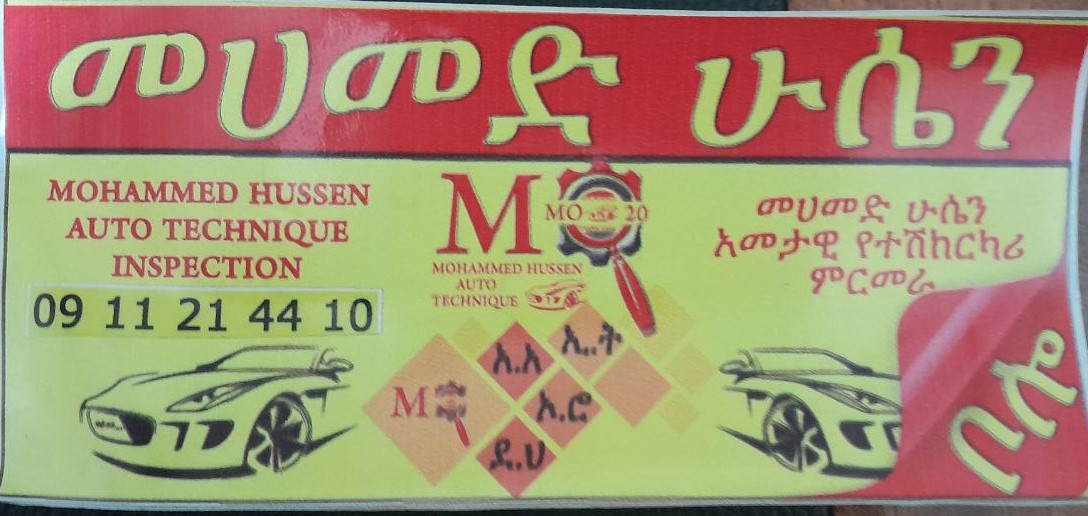 መሀመድ ሁሴን
MOHAMMED HUSSEN
AUTO TECHNIQUE
INSPECTION
09 11 21 44 10
M
MO 20
MOHAMMED HUSSEN
AUTO
TECHNIQUE
መሀመድ ሁሴን
አመታዊ የተሽከርካሪ
ምርመራ
አ.አ
ኢ..ት
M
ኦ.ሮ
ደ.ህ
ቦሎ